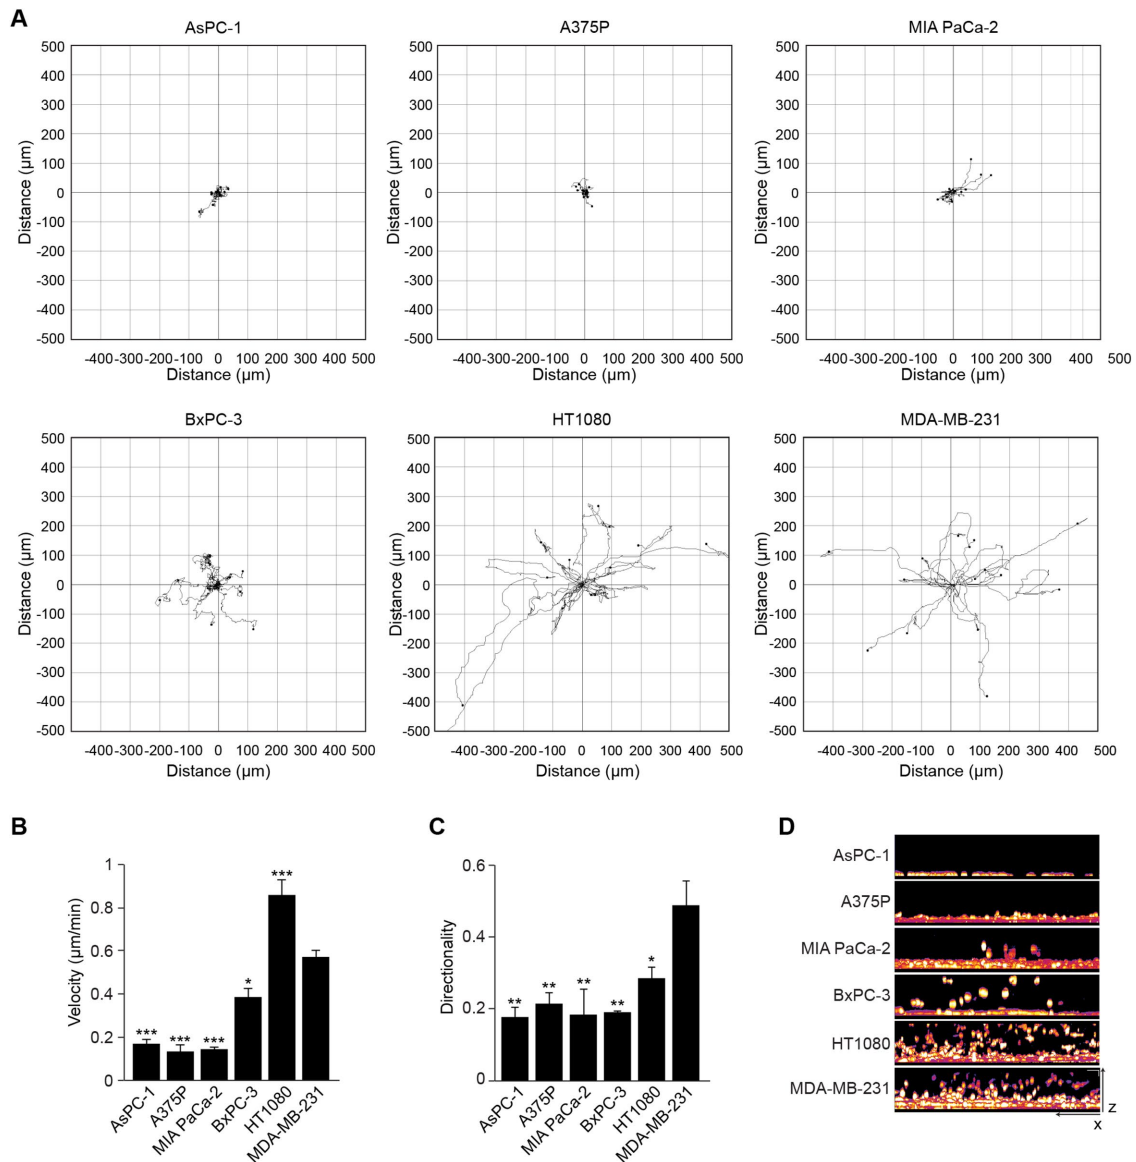 A
AsPC-1
A375P
MIA PaCa-2
500
400
300
200
100
0
-100
-200
-300
-400
-500
Distance (µm)
-400 -300 -200 -100 0 100 200 300 400 500
Distance (µm)
500
400
300
200
100
0
-100
-200
-300
-400
-500
Distance (µm)
-400 -300 -200 -100 0 100 200 300 400 500
Distance (µm)
500
400
300
200
100
0
-100
-200
-300
-400
-500
Distance (µm)
-400 -300 -200 -100 0 100 200 300 400 500
Distance (µm)
BxPC-3
HT1080
MDA-MB-231
500
400
300
200
100
0
-100
-200
-300
-400
-500
Distance (µm)
-400 -300 -200 -100 0 100 200 300 400 500
Distance (µm)
500
400
300
200
100
0
-100
-200
-300
-400
-500
Distance (µm)
-400 -300 -200 -100 0 100 200 300 400 500
Distance (µm)
500
400
300
200
100
0
-100
-200
-300
-400
-500
Distance (µm)
-400 -300 -200 -100 0 100 200 300 400 500
Distance (µm)
B
Velocity (µm/min)
1
0.8
0.6
0.4
0.2
0
***
***
***
*
***
AsPC-1
A375P
MIA PaCa-2
BxPC-3
HT1080
MDA-MB-231
C
Directionality
0.6
0.4
0.2
0
**
**
**
**
*
AsPC-1
A375P
MIA PaCa-2
BxPC-3
HT1080
MDA-MB-231
D
AsPC-1
A375P
MIA PaCa-2
BxPC-3
HT1080
MDA-MB-231
z
x